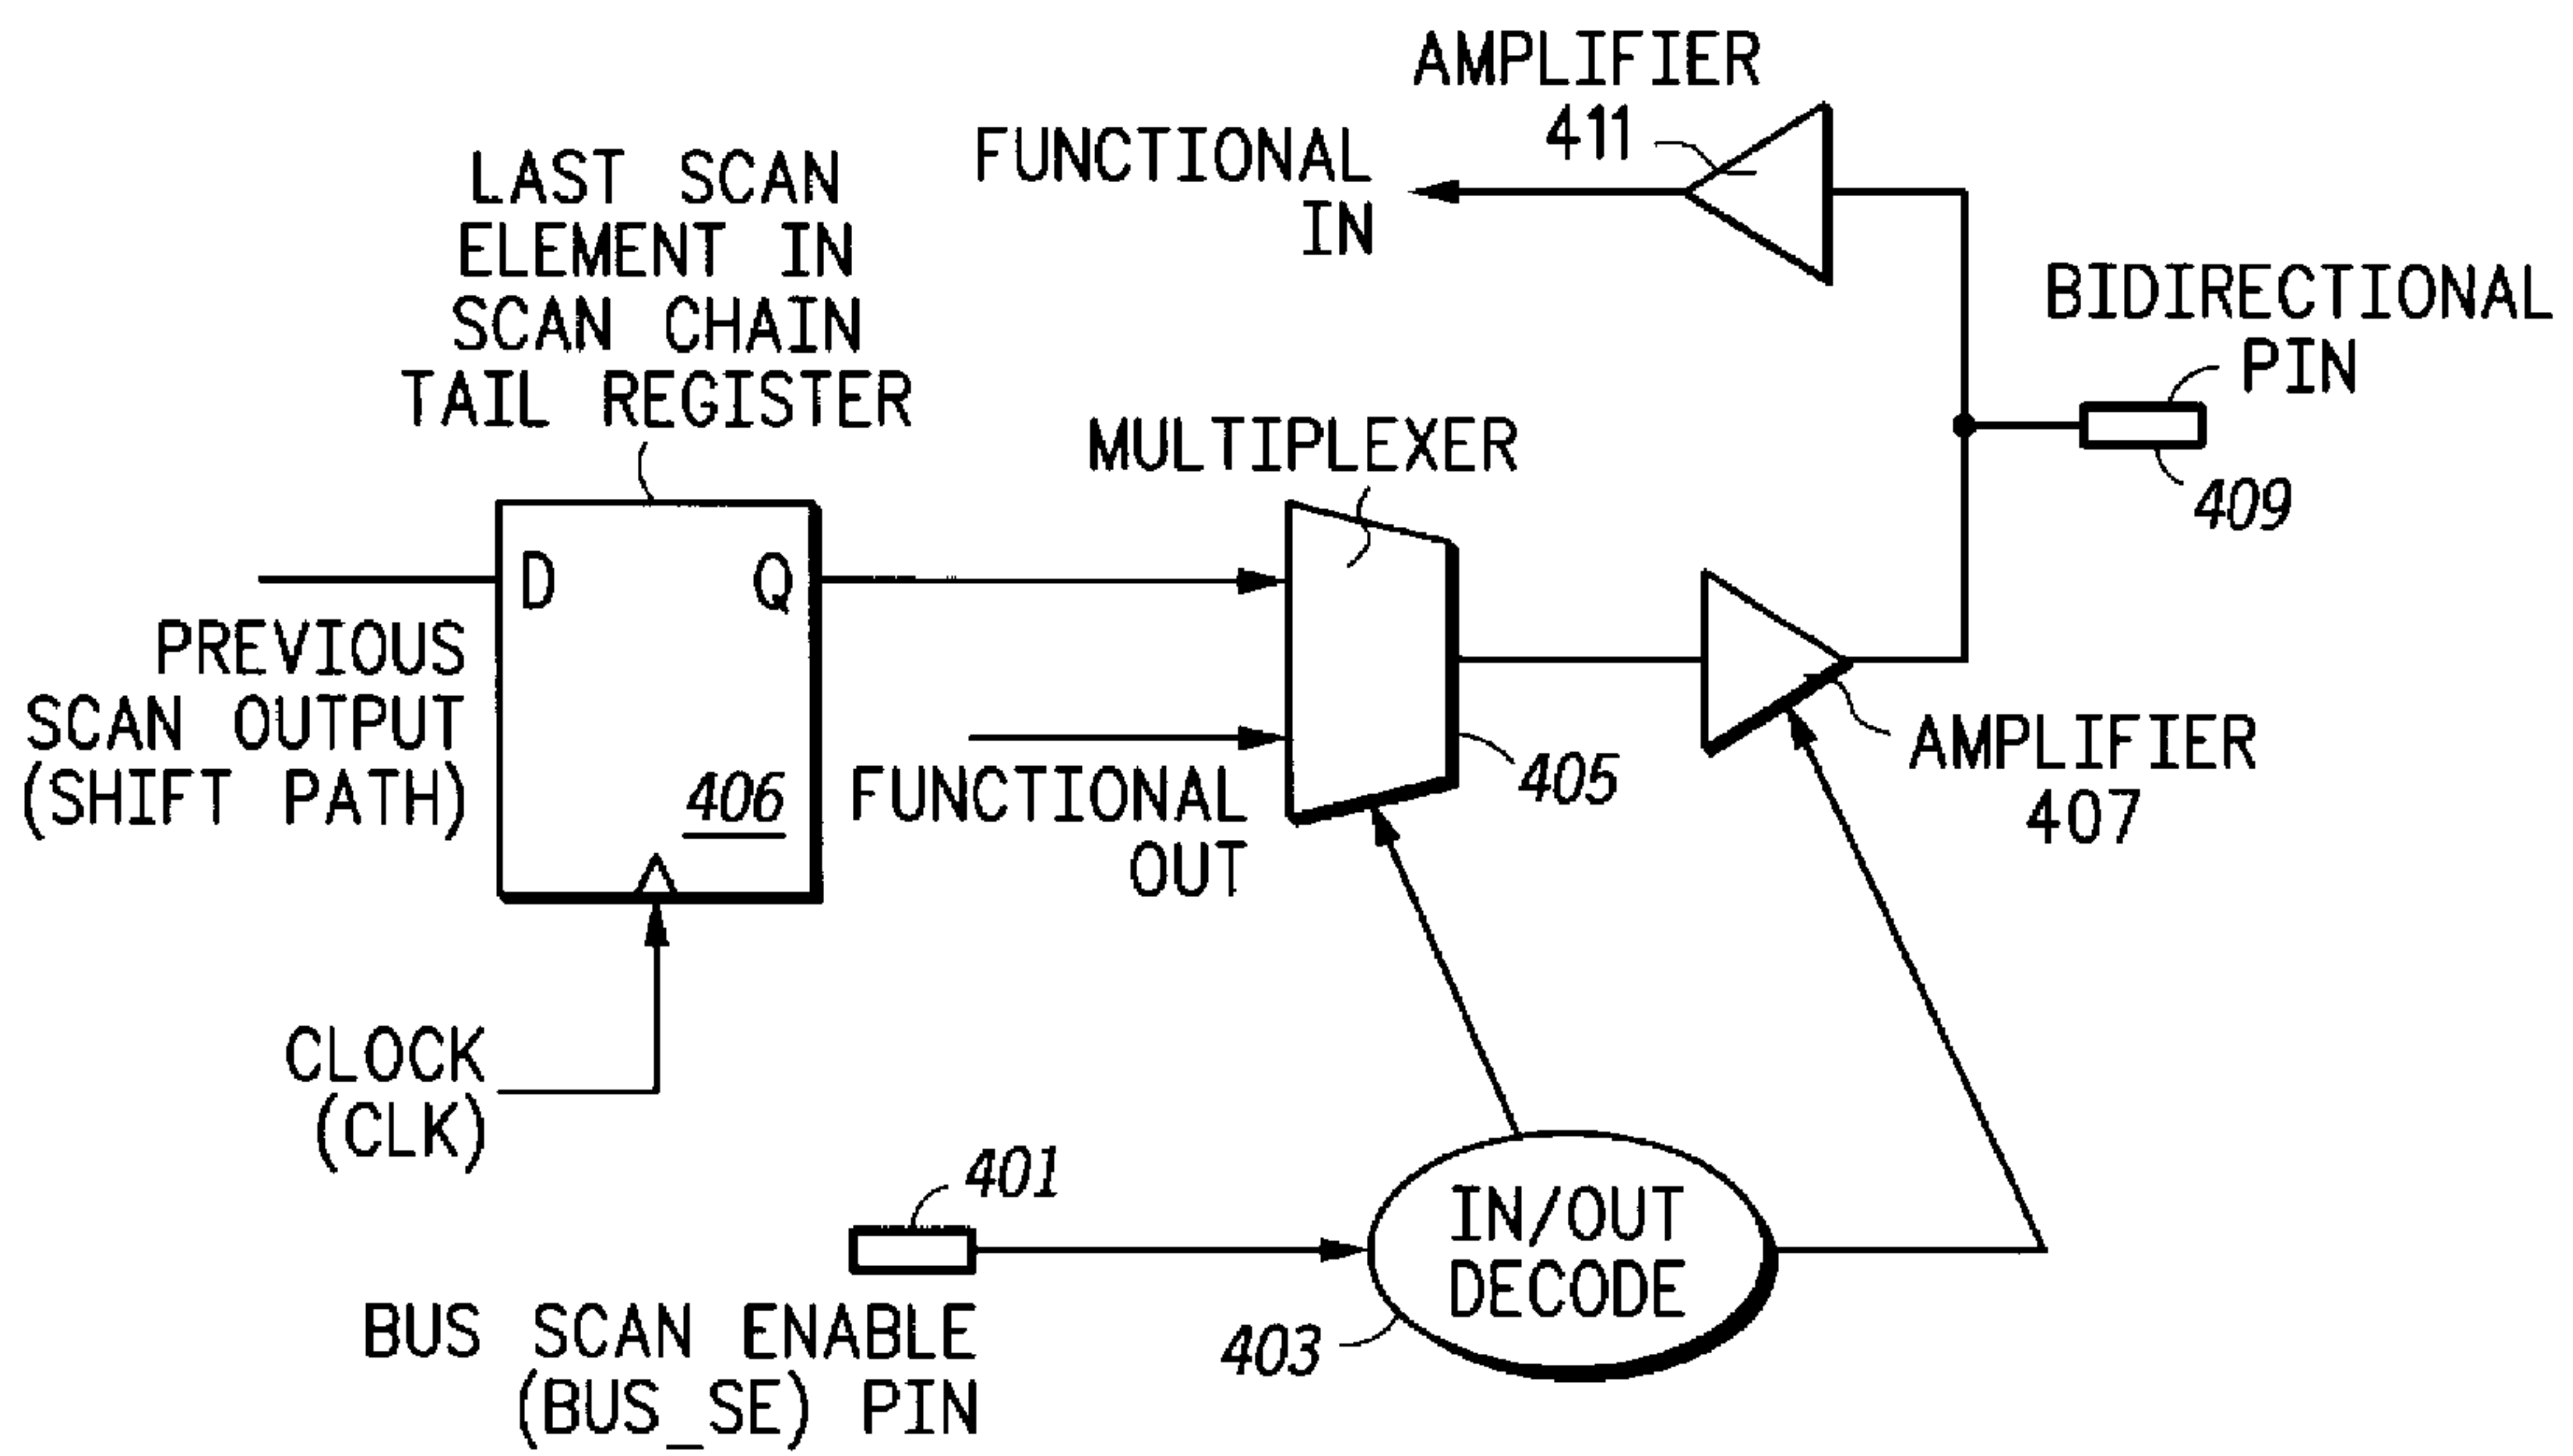 AMPLIFIER
411
FUNCTIONAL
IN
LAST SCAN
ELEMENT IN
SCAN CHAIN
TAIL REGISTER
BIDIRECTIONAL
PIN
409
MULTIPLEXER
D Q
PREVIOUS
SCAN OUTPUT
(SHIFT PATH)
406
FUNCTIONAL
OUT
405
AMPLIFIER
407
CLOCK
(CLK)
401
BUS SCAN ENABLE
(BUS_SE) PIN
IN/OUT
DECODE
403